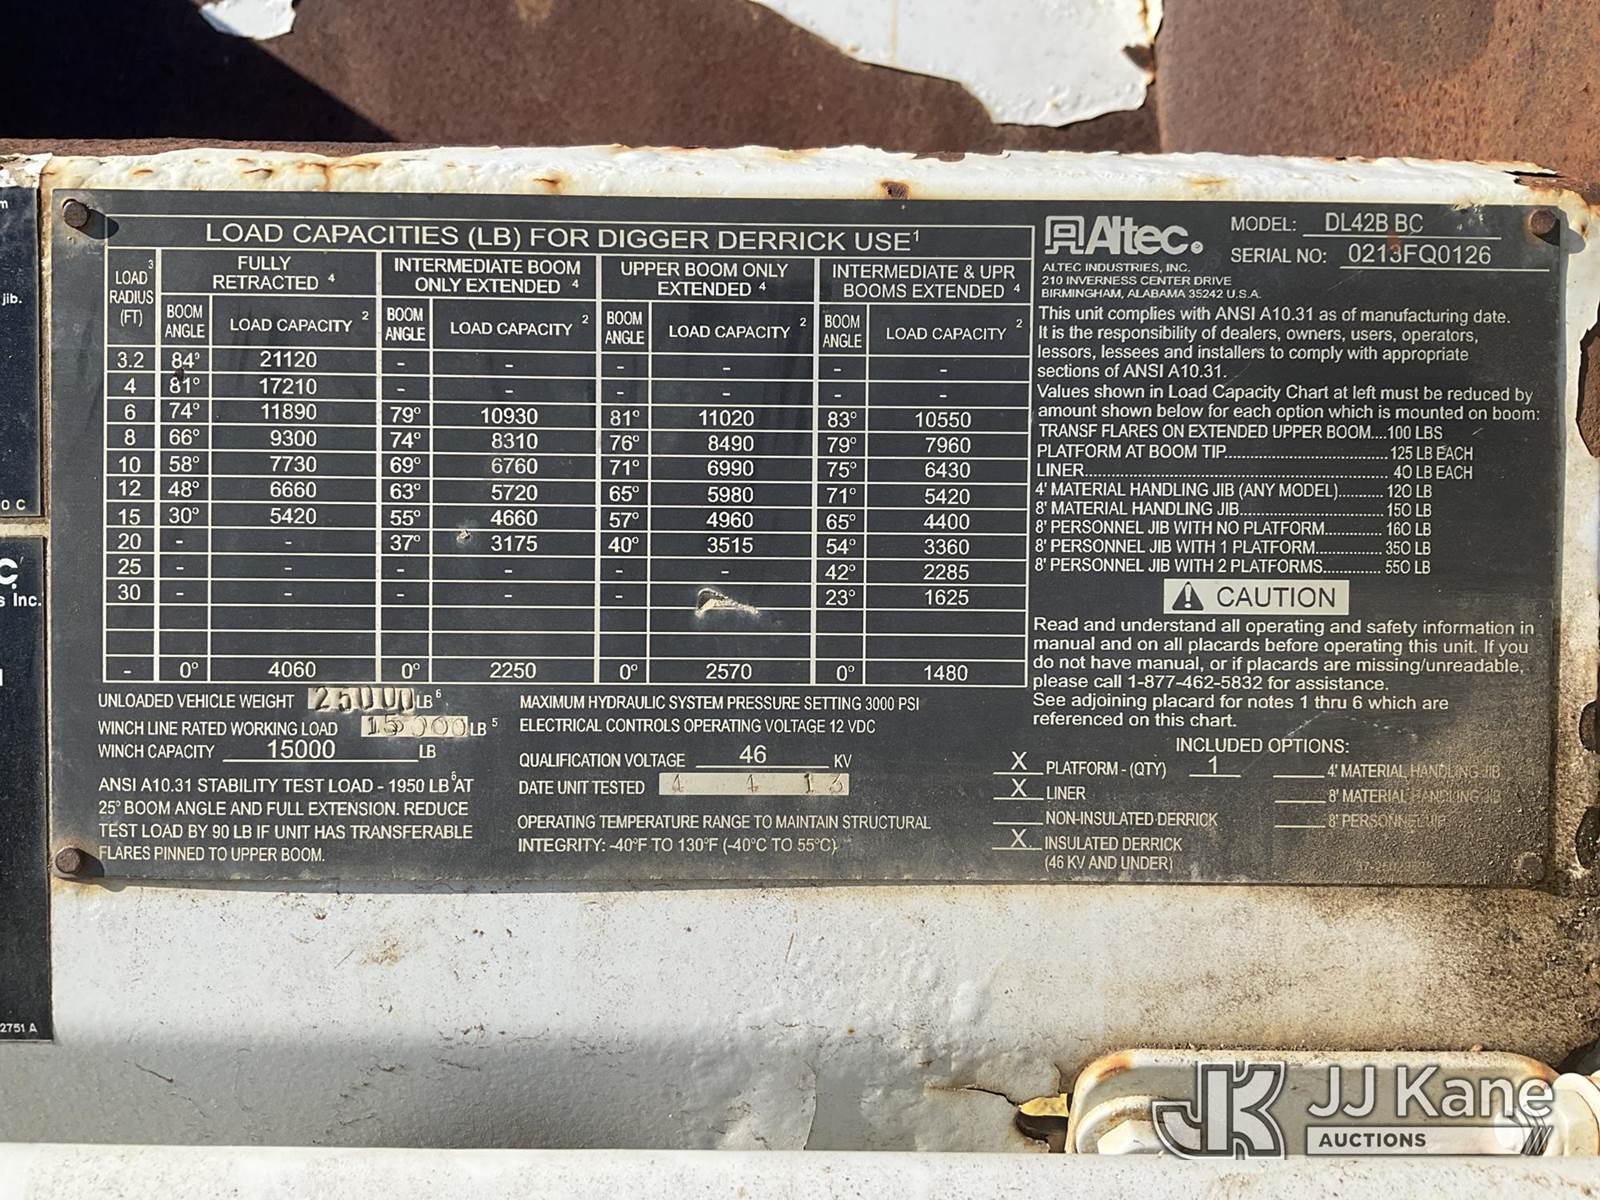 m
jib.
0 C
C.
s Inc.
2751 A
LOAD CAPACITIES (LB) FOR DIGGER DERRICK USE¹
LOAD ³ RADIUS (FT)
FULLY RETRACTED ⁴
INTERMEDIATE BOOM ONLY EXTENDED ⁴
UPPER BOOM ONLY EXTENDED ⁴
INTERMEDIATE & UPR BOOMS EXTENDED ⁴
BOOM ANGLE LOAD CAPACITY ² BOOM ANGLE LOAD CAPACITY ² BOOM ANGLE LOAD CAPACITY ² BOOM ANGLE LOAD CAPACITY ²
3.2 84° 21120 - - - - - -
4 81° 17210 - - - - - -
6 74° 11890 79° 10930 81° 11020 83° 10550
8 66° 9300 74° 8310 76° 8490 79° 7960
10 58° 7730 69° 6760 71° 6990 75° 6430
12 48° 6660 63° 5720 65° 5980 71° 5420
15 30° 5420 55° 4660 57° 4960 65° 4400
20 - - 37° 3175 40° 3515 54° 3360
25 - - - - - - 42° 2285
30 - - - - - 23° 1625
- 0° 4060 0° 2250 0° 2570 0° 1480
UNLOADED VEHICLE WEIGHT 25000 LB⁶
WINCH LINE RATED WORKING LOAD 15000 LB⁵
WINCH CAPACITY 15000 LB
ANSI A10.31 STABILITY TEST LOAD - 1950 LB⁶ AT
25° BOOM ANGLE AND FULL EXTENSION. REDUCE
TEST LOAD BY 90 LB IF UNIT HAS TRANSFERABLE
FLARES PINNED TO UPPER BOOM.
MAXIMUM HYDRAULIC SYSTEM PRESSURE SETTING 3000 PSI
ELECTRICAL CONTROLS OPERATING VOLTAGE 12 VDC
QUALIFICATION VOLTAGE 46 KV
DATE UNIT TESTED 4 4 13
OPERATING TEMPERATURE RANGE TO MAINTAIN STRUCTURAL
INTEGRITY: -40°F TO 130°F (-40°C TO 55°C)
Altec®
ALTEC INDUSTRIES, INC.
210 INVERNESS CENTER DRIVE
BIRMINGHAM, ALABAMA 35242 U.S.A.
MODEL: DL42B BC
SERIAL NO: 0213FQ0126
This unit complies with ANSI A10.31 as of manufacturing date.
It is the responsibility of dealers, owners, users, operators,
lessors, lessees and installers to comply with appropriate
sections of ANSI A10.31.
Values shown in Load Capacity Chart at left must be reduced by
amount shown below for each option which is mounted on boom:
TRANSF FLARES ON EXTENDED UPPER BOOM....100 LBS
PLATFORM AT BOOM TIP.................................125 LB EACH
LINER...............................................................40 LB EACH
4' MATERIAL HANDLING JIB (ANY MODEL)........... 120 LB
8' MATERIAL HANDLING JIB................................. 150 LB
8' PERSONNEL JIB WITH NO PLATFORM............ 160 LB
8' PERSONNEL JIB WITH 1 PLATFORM............... 350 LB
8' PERSONNEL JIB WITH 2 PLATFORMS............. 550 LB
CAUTION
Read and understand all operating and safety information in
manual and on all placards before operating this unit. If you
do not have manual, or if placards are missing/unreadable,
please call 1-877-462-5832 for assistance.
See adjoining placard for notes 1 thru 6 which are
referenced on this chart.
INCLUDED OPTIONS:
X PLATFORM - (QTY) 1
X LINER
NON-INSULATED DERRICK
X INSULATED DERRICK
(46 KV AND UNDER)
4' MATERIAL HANDLING JIB
8' MATERIAL HANDLING JIB
8' PERSONNEL JIB
JK JJ Kane
AUCTIONS